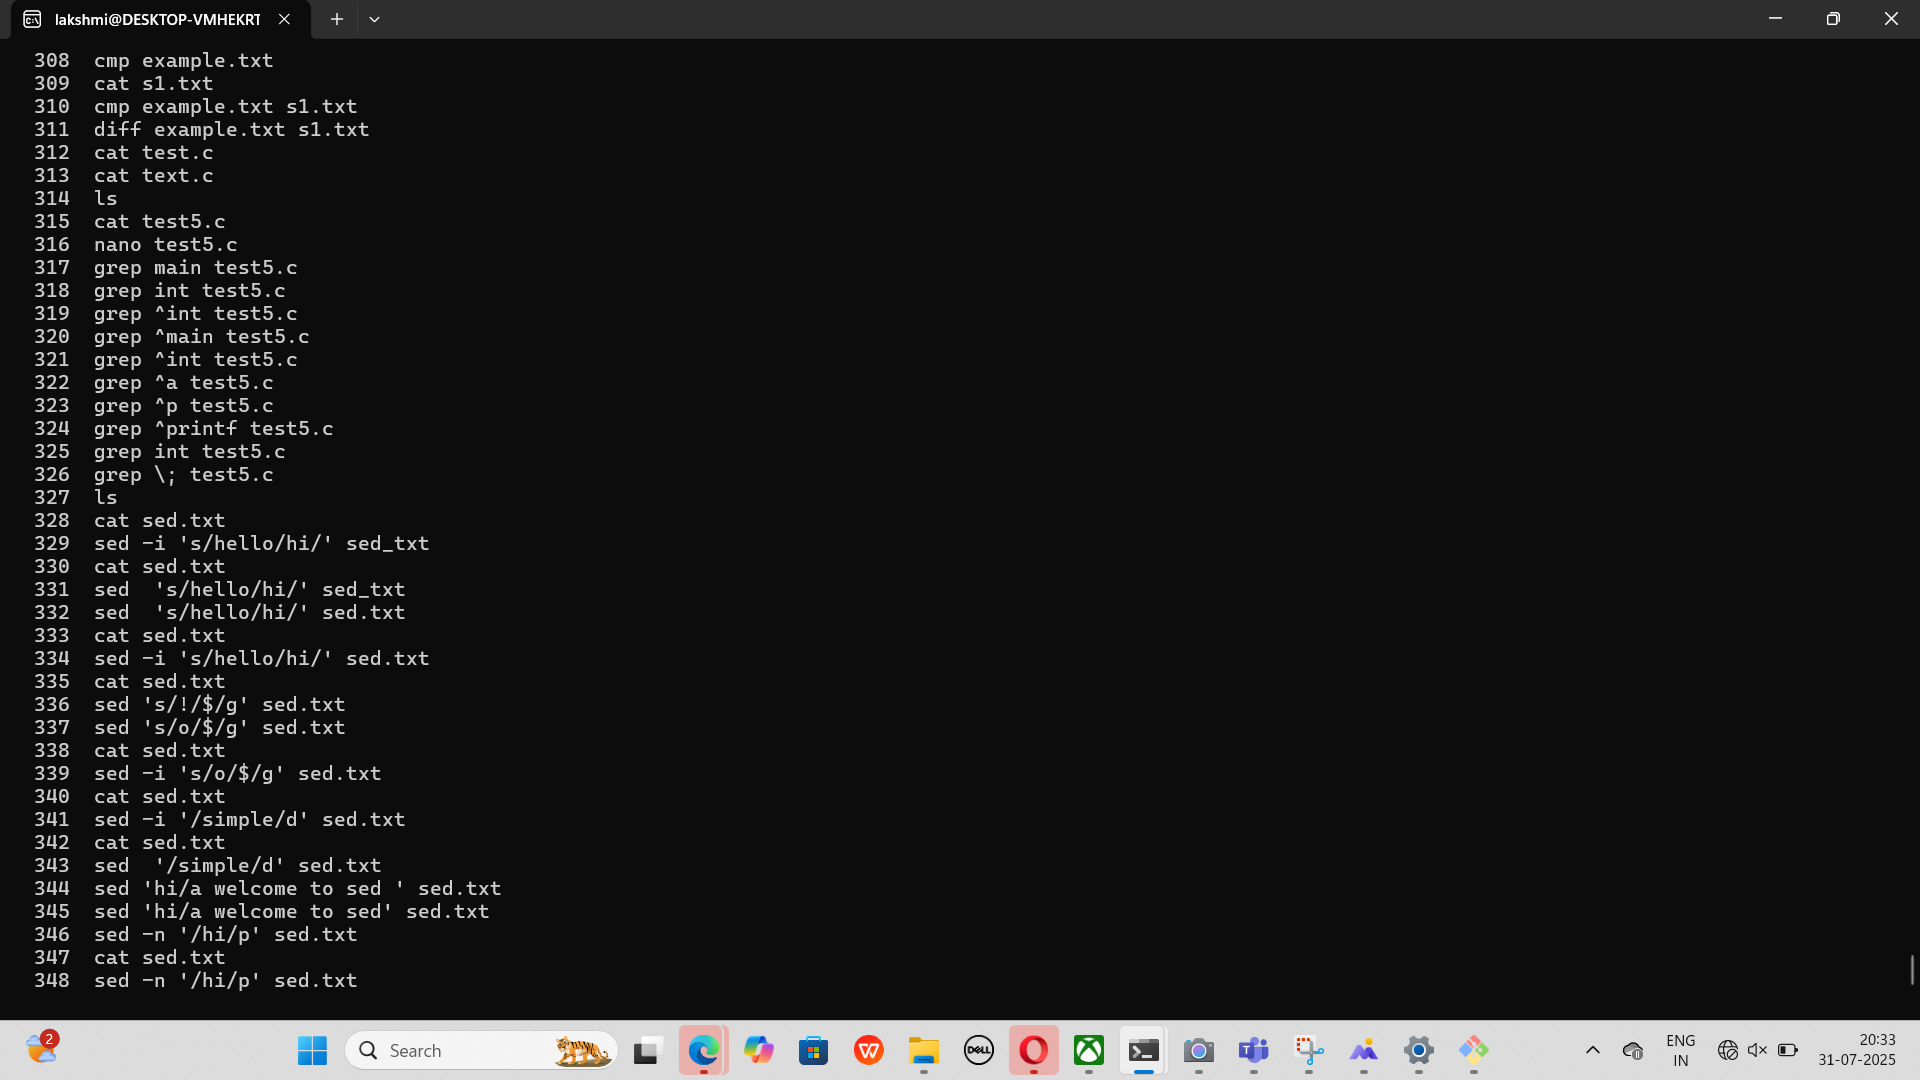 lakshmi@DESKTOP-VMHEKRT
308 cmp example.txt
309 cat s1.txt
310 cmp example.txt s1.txt
311 diff example.txt s1.txt
312 cat test.c
313 cat text.c
314 ls
315 cat test5.c
316 nano test5.c
317 grep main test5.c
318 grep int test5.c
319 grep ^int test5.c
320 grep ^main test5.c
321 grep ^int test5.c
322 grep ^a test5.c
323 grep ^p test5.c
324 grep ^printf test5.c
325 grep int test5.c
326 grep \; test5.c
327 ls
328 cat sed.txt
329 sed -i 's/hello/hi/' sed_txt
330 cat sed.txt
331 sed  's/hello/hi/' sed_txt
332 sed  's/hello/hi/' sed.txt
333 cat sed.txt
334 sed -i 's/hello/hi/' sed.txt
335 cat sed.txt
336 sed 's/!/$/g' sed.txt
337 sed 's/o/$/g' sed.txt
338 cat sed.txt
339 sed -i 's/o/$/g' sed.txt
340 cat sed.txt
341 sed -i '/simple/d' sed.txt
342 cat sed.txt
343 sed  '/simple/d' sed.txt
344 sed 'hi/a welcome to sed ' sed.txt
345 sed 'hi/a welcome to sed' sed.txt
346 sed -n '/hi/p' sed.txt
347 cat sed.txt
348 sed -n '/hi/p' sed.txt
2
Search
DELL
ENG
IN
20:33
31-07-2025